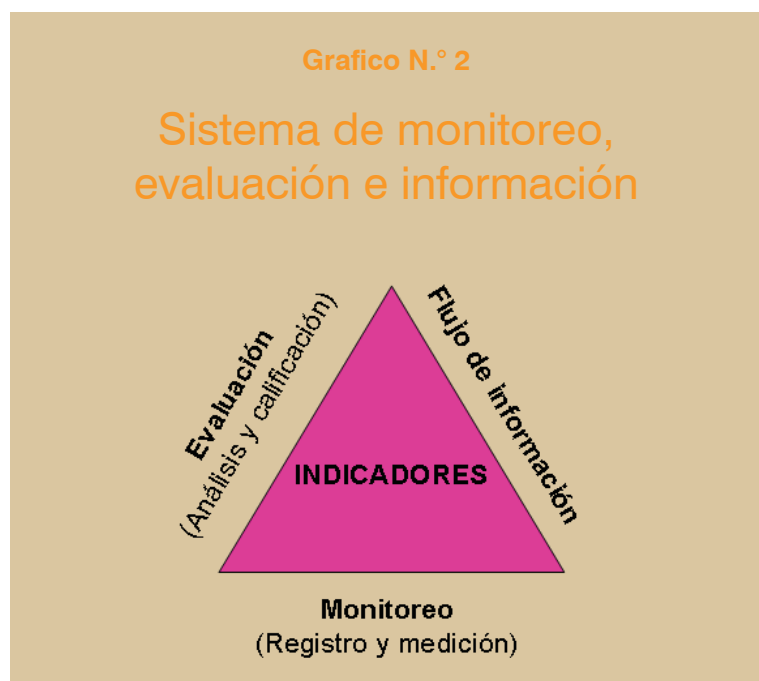 Grafico N.° 2
Sistema de monitoreo,
evaluación e información
Evaluación
(Análisis y calificación)
Flujo de información
INDICADORES
Monitoreo
(Registro y medición)